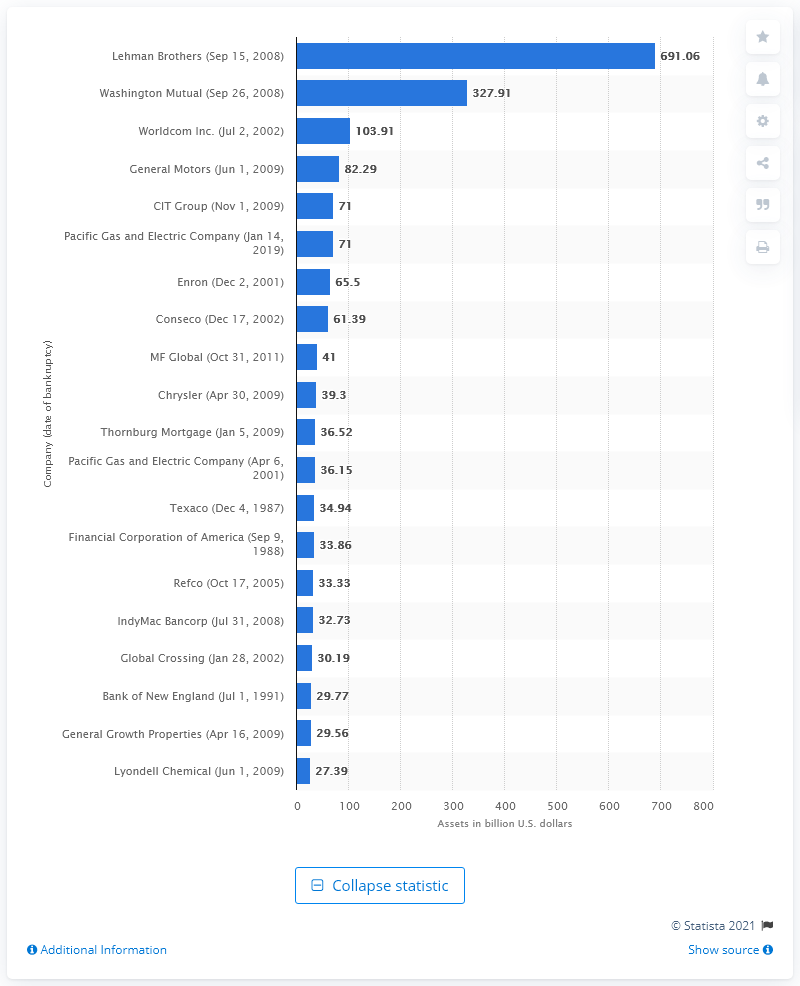 Lehman Brothers (Sep 15, 2008) 691.06
Washington Mutual (Sep 26, 2008) 327.91
Worldcom Inc. (Jul 2, 2002) 103.91
General Motors (Jun 1, 2009) 82.29
CIT Group (Nov 1, 2009) 71
Pacific Gas and Electric Company (Jan 14,
2019) 71
Enron (Dec 2, 2001) 65.5
Conseco (Dec 17, 2002) 61.39
MF Global (Oct 31, 2011) 41
Chrysler (Apr 30, 2009) 39.3
Thornburg Mortgage (Jan 5, 2009) 36.52
Pacific Gas and Electric Company (Apr 6,
2001) 36.15
Texaco (Dec 4, 1987) 34.94
Financial Corporation of America (Sep 9,
1988) 33.86
Refco (Oct 17, 2005) 33.33
IndyMac Bancorp (Jul 31, 2008) 32.73
Global Crossing (Jan 28, 2002) 30.19
Bank of New England (Jul 1, 1991) 29.77
General Growth Properties (Apr 16, 2009) 29.56
Lyondell Chemical (Jun 1, 2009) 27.39
Company (date of bankruptcy)
0 100 200 300 400 500 600 700 800
Assets in billion U.S. dollars
Collapse statistic
© Statista 2021
Additional Information Show source